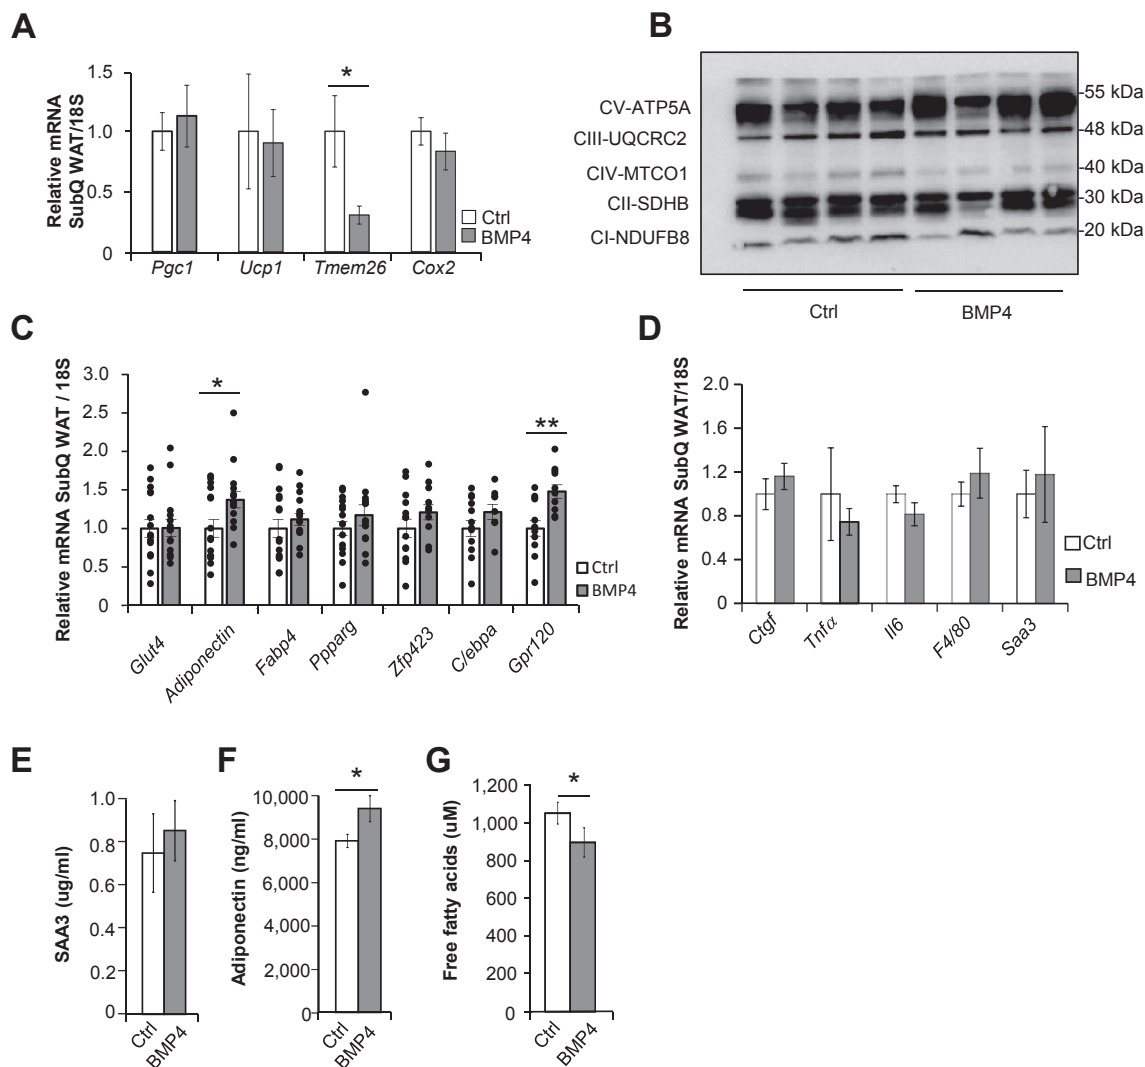 A
Relative mRNA
SubQ WAT/18S
1.5
1.0
0.5
0
*
Ctrl
BMP4
Pgc1
Ucp1
Tmem26
Cox2
B
CV-ATP5A
CIII-UQCRC2
CIV-MTCO1
CII-SDHB
CI-NDUFB8
55 kDa
48 kDa
40 kDa
30 kDa
20 kDa
Ctrl
BMP4
C
Relative mRNA SubQ WAT / 18S
3.0
2.5
2.0
1.5
1.0
0.5
0
*
**
Ctrl
BMP4
Glut4
Adiponectin
Fabp4
Ppparg
Zfp423
C/ebpa
Gpr120
D
Relative mRNA SubQ WAT/18S
2.0
1.6
1.2
0.8
0.4
0
Ctrl
BMP4
Ctgf
Tnfα
Il6
F4/80
Saa3
E
SAA3 (ug/ml)
1.0
0.8
0.6
0.4
0.2
0
Ctrl
BMP4
F
Adiponectin (ng/ml)
10,000
8,000
6,000
4,000
2,000
0
*
Ctrl
BMP4
G
Free fatty acids (uM)
1,200
1,000
800
600
400
200
0
*
Ctrl
BMP4